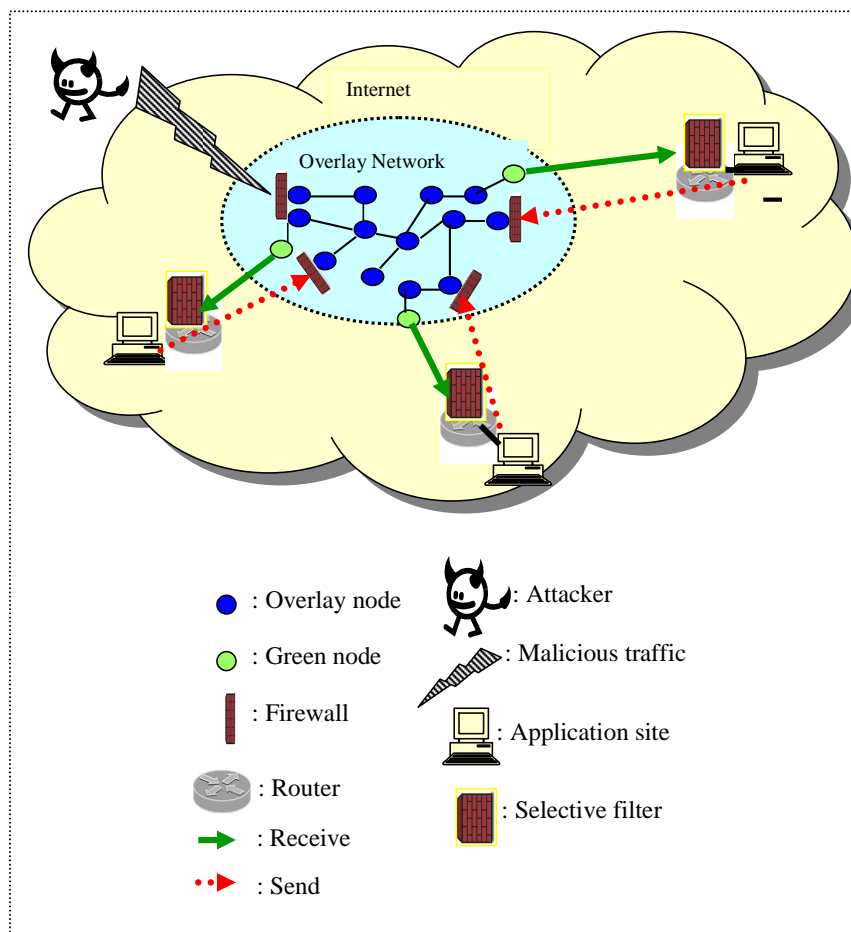 Internet
Overlay Network
: Overlay node
: Attacker
: Green node
: Malicious traffic
: Firewall
: Application site
: Router
: Selective filter
: Receive
: Send